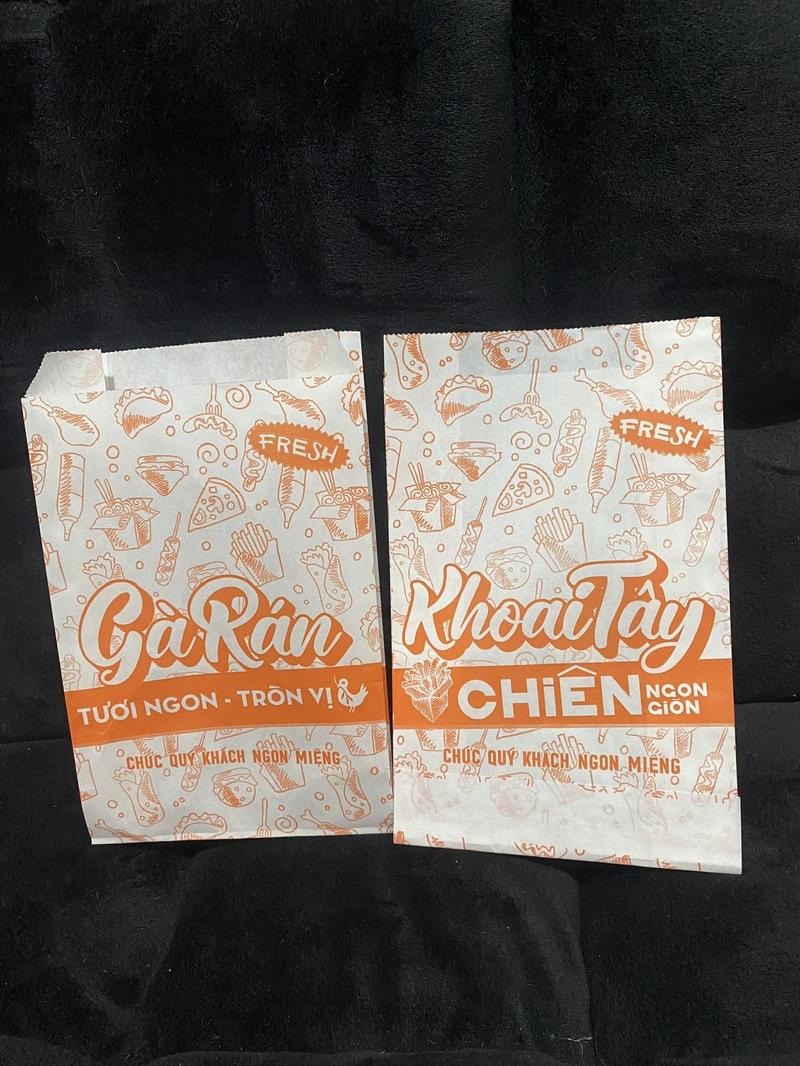 FRESH
Gà Rán
TƯƠI NGON - TRÒN VỊ
CHÚC QUÝ KHÁCH NGON MIỆNG
FRESH
Khoai Tây
CHIÊN NGON GIÒN
CHÚC QUÝ KHÁCH NGON MIỆNG